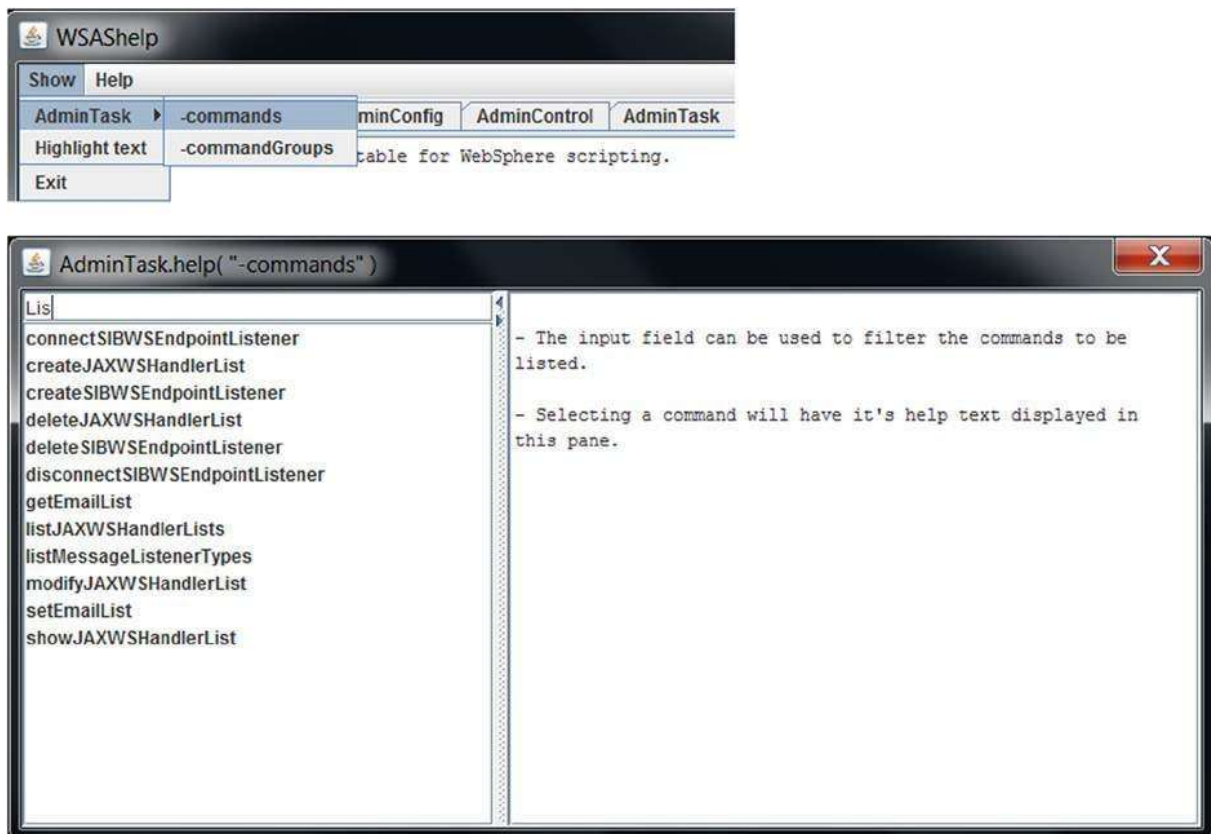 WSAShelp
Show Help
AdminTask -commands minConfig AdminControl AdminTask
Highlight text -commandGroups table for WebSphere scripting.
Exit
AdminTask.help( "-commands" )
X
Lis
connectSIBWSEndpointListener
createJAXWSHandlerList
createSIBWSEndpointListener
deleteJAXWSHandlerList
deleteSIBWSEndpointListener
disconnectSIBWSEndpointListener
getEmailList
listJAXWSHandlerLists
listMessageListenerTypes
modifyJAXWSHandlerList
setEmailList
showJAXWSHandlerList
- The input field can be used to filter the commands to be
listed.
- Selecting a command will have it's help text displayed in
this pane.